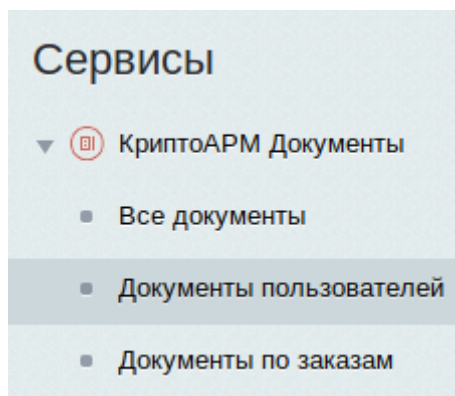 Сервисы
КриптоАРМ Документы
Все документы
Документы пользователей
Документы по заказам